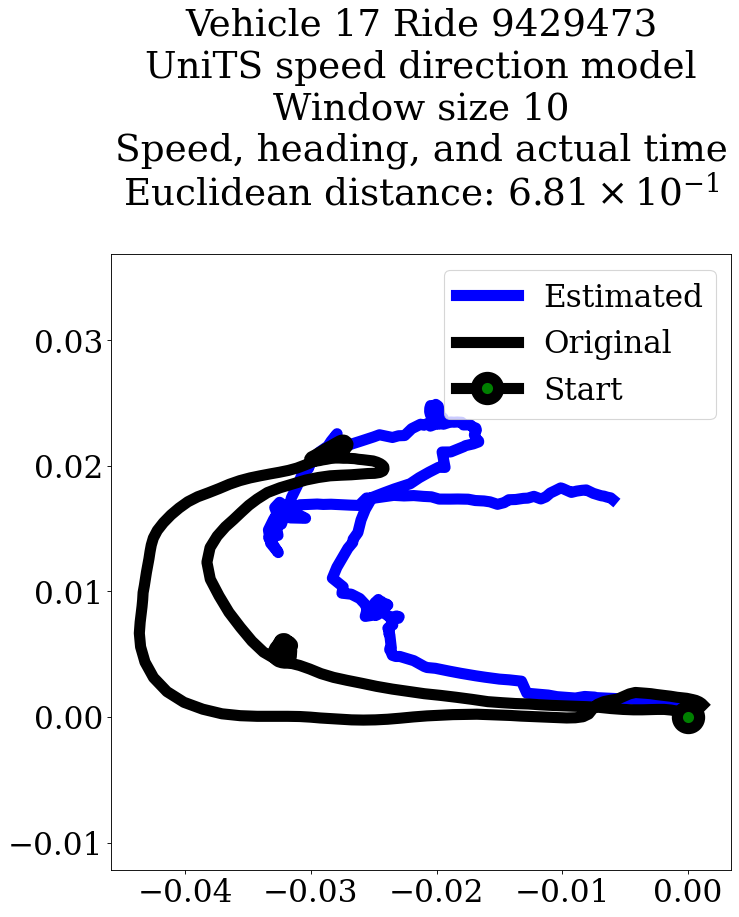 Vehicle 17 Ride 9429473
UniTS speed direction model
Window size 10
Speed, heading, and actual time
Euclidean distance: 6.81 × 10⁻¹
Estimated
Original
Start
0.03
0.02
0.01
0.00
−0.01
−0.04 −0.03 −0.02 −0.01 0.00